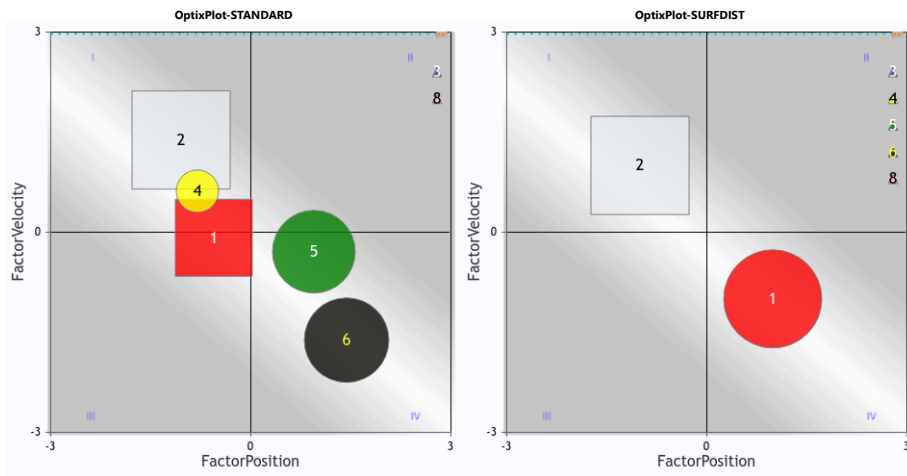 OptixPlot-STANDARD
3
I
II
3
8
2
4
1
5
6
0
III
IV
-3
-3
0
3
FactorVelocity
FactorPosition
OptixPlot-SURFDIST
3
I
II
3
4
5
6
8
2
1
0
III
IV
-3
-3
0
3
FactorVelocity
FactorPosition